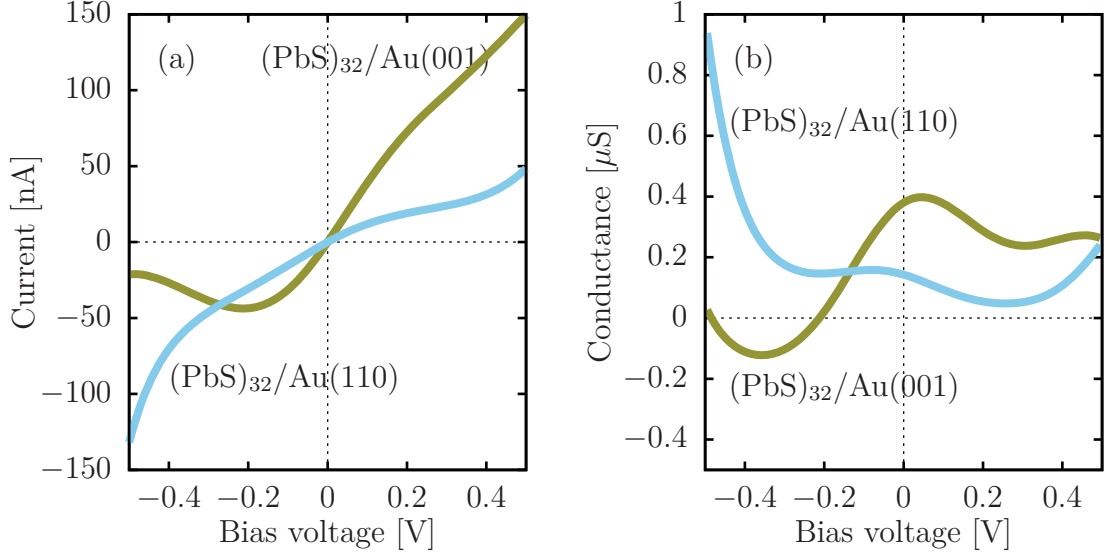 150
100
50
0
−50
−100
−150
−0.4 −0.2 0 0.2 0.4
Current [nA]
Bias voltage [V]
(a)
(PbS)32/Au(001)
(PbS)32/Au(110)
1
0.8
0.6
0.4
0.2
0
−0.2
−0.4
−0.4 −0.2 0 0.2 0.4
Conductance [µS]
Bias voltage [V]
(b)
(PbS)32/Au(110)
(PbS)32/Au(001)